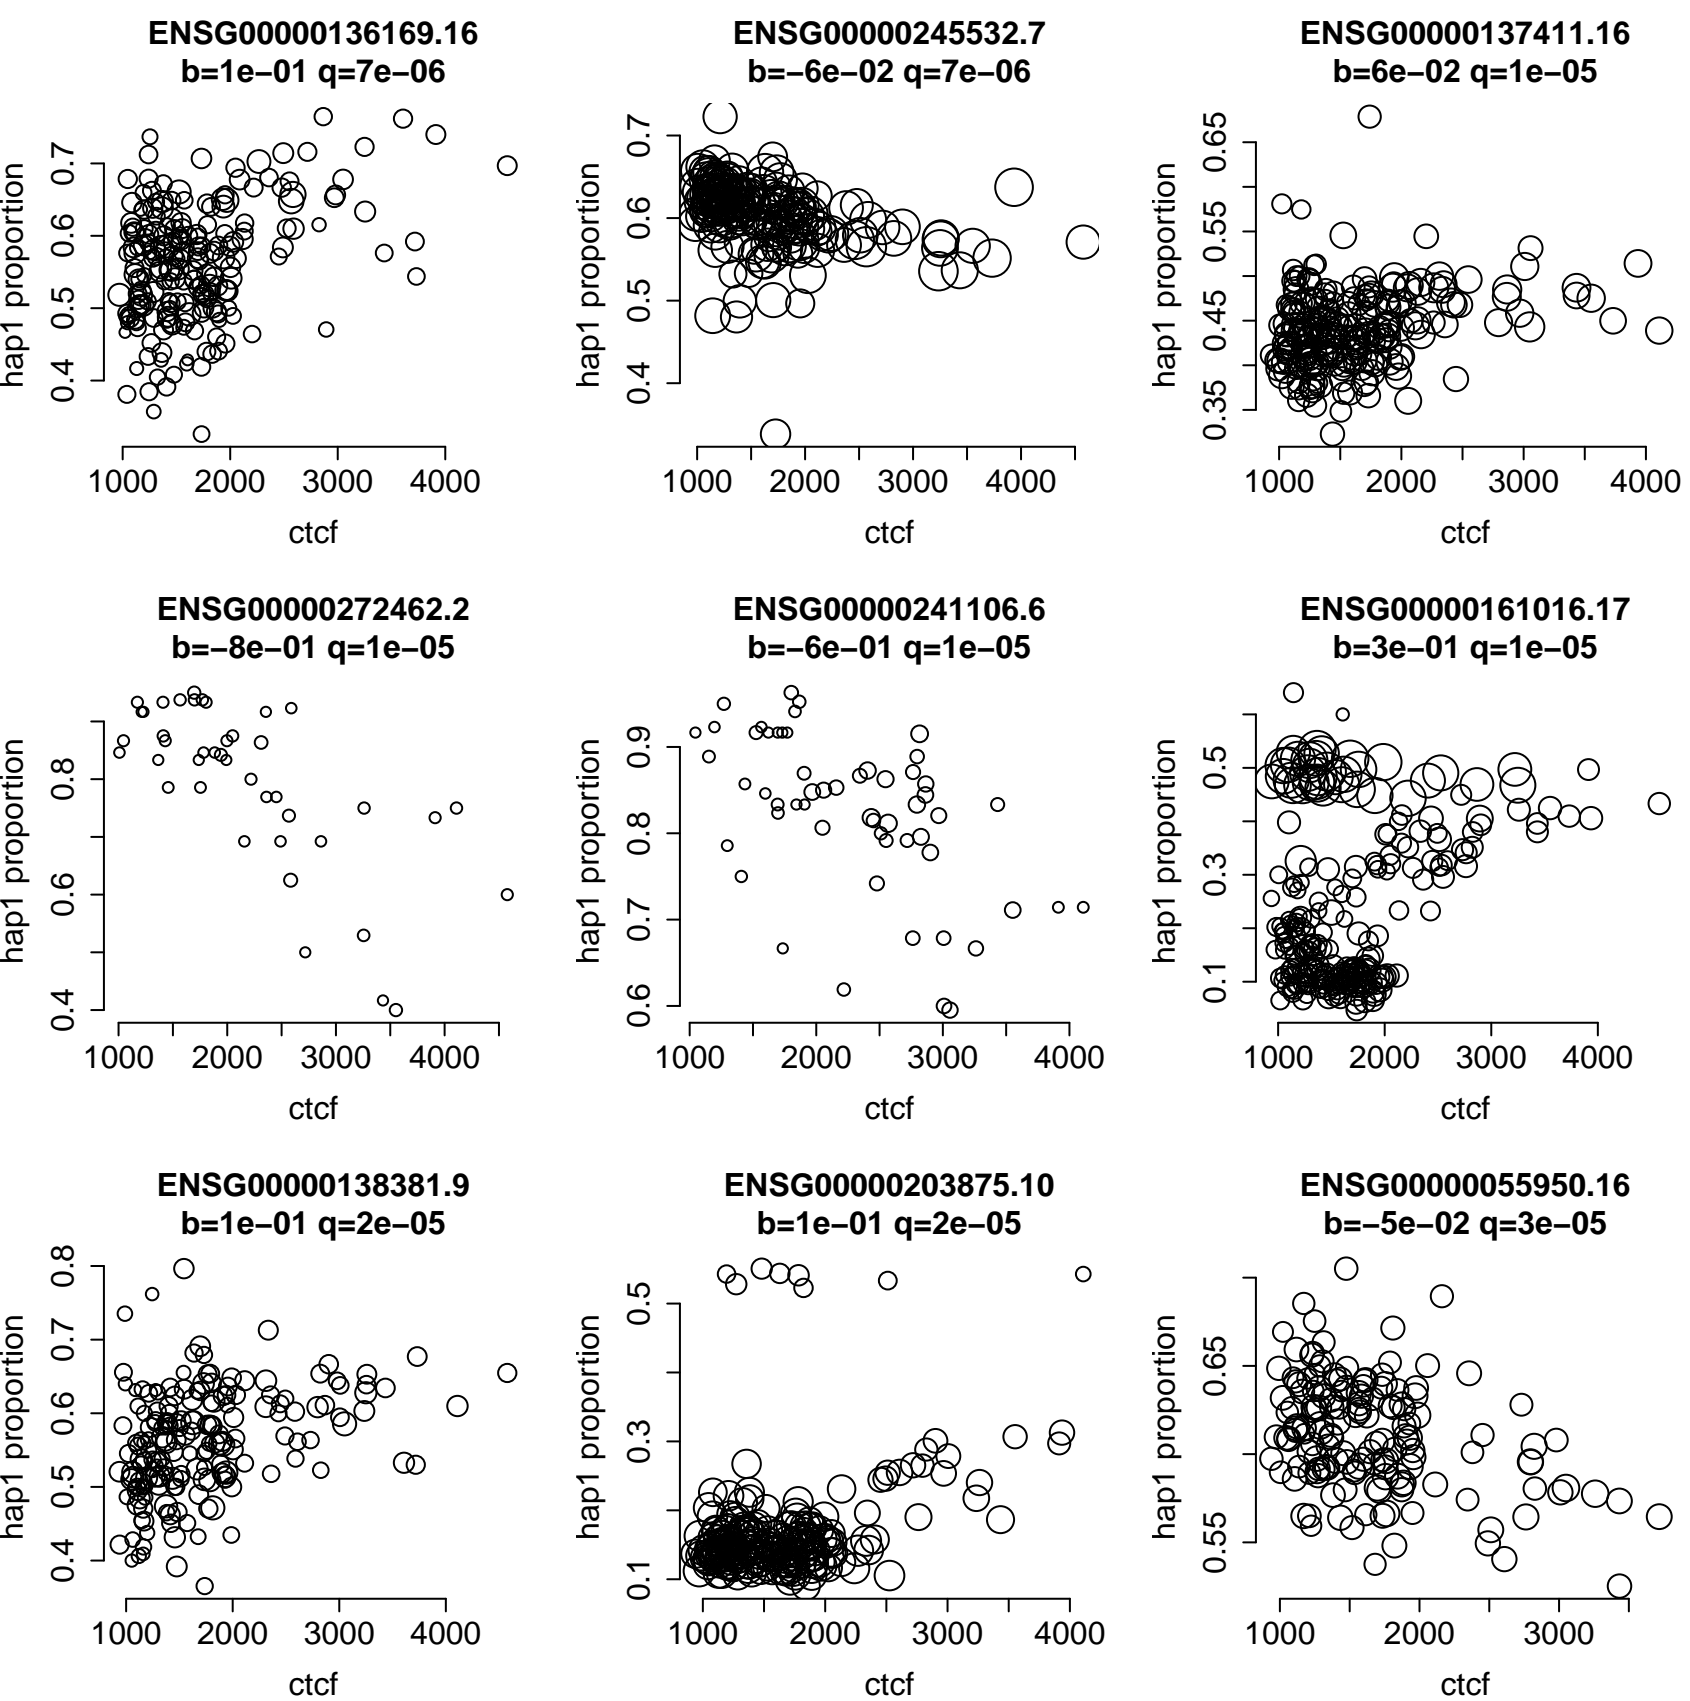 ENSG00000136169.16
b=1e−01 q=7e−06
hap1 proportion
0.7
0.6
0.5
0.4
1000 2000 3000 4000
ctcf
ENSG00000245532.7
b=−6e−02 q=7e−06
hap1 proportion
0.7
0.6
0.5
0.4
1000 2000 3000 4000
ctcf
ENSG00000137411.16
b=6e−02 q=1e−05
hap1 proportion
0.65
0.55
0.45
0.35
1000 2000 3000 4000
ctcf
ENSG00000272462.2
b=−8e−01 q=1e−05
hap1 proportion
0.8
0.6
0.4
1000 2000 3000 4000
ctcf
ENSG00000241106.6
b=−6e−01 q=1e−05
hap1 proportion
0.9
0.8
0.7
0.6
1000 2000 3000 4000
ctcf
ENSG00000161016.17
b=3e−01 q=1e−05
hap1 proportion
0.5
0.3
0.1
1000 2000 3000 4000
ctcf
ENSG00000138381.9
b=1e−01 q=2e−05
hap1 proportion
0.8
0.7
0.6
0.5
0.4
1000 2000 3000 4000
ctcf
ENSG00000203875.10
b=1e−01 q=2e−05
hap1 proportion
0.5
0.3
0.1
1000 2000 3000 4000
ctcf
ENSG00000055950.16
b=−5e−02 q=3e−05
hap1 proportion
0.65
0.55
1000 2000 3000
ctcf